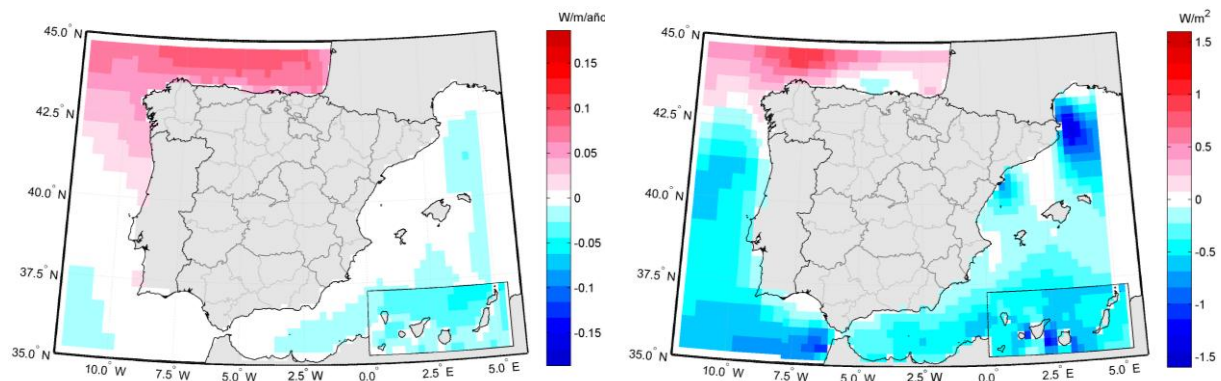 W/m/año
45.0° N
42.5° N
40.0° N
37.5° N
35.0° N
10.0° W
7.5° W
5.0° W
2.5° W
0.0°
2.5° E
5.0° E
0.15
0.1
0.05
0
-0.05
-0.1
-0.15
W/m²
45.0° N
42.5° N
40.0° N
37.5° N
35.0° N
10.0° W
7.5° W
5.0° W
2.5° W
0.0°
2.5° E
5.0° E
1.5
1
0.5
0
-0.5
-1
-1.5